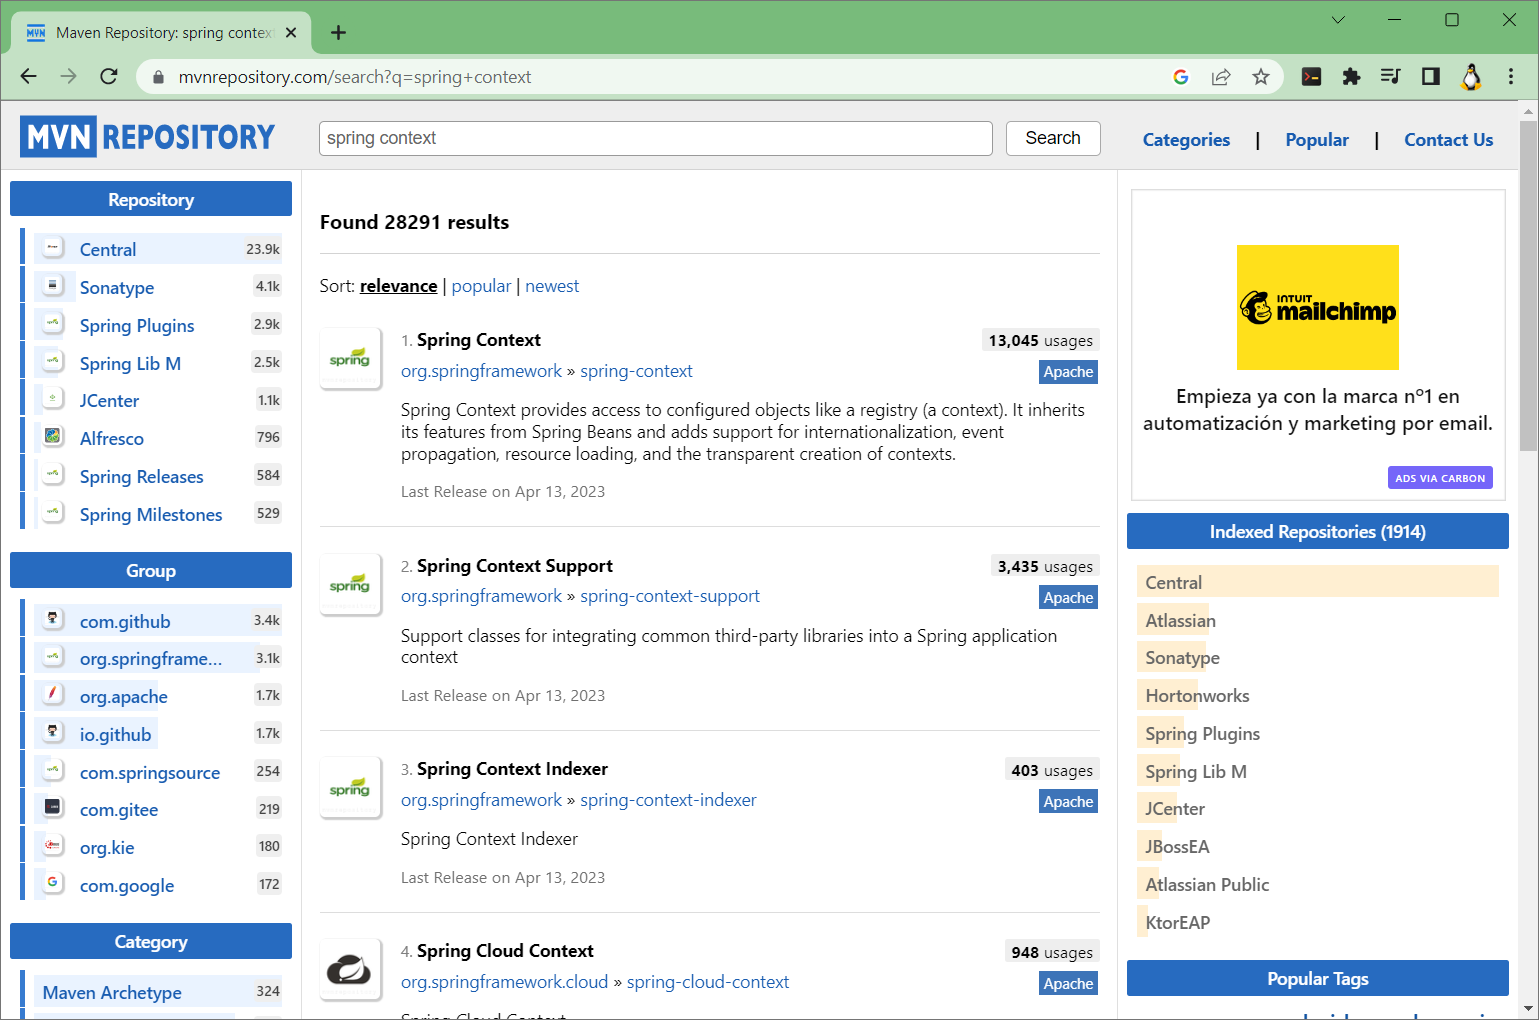 Maven Repository: spring contex
mvnrepository.com/search?q=spring+context
MVN REPOSITORY
spring context
Search
Categories | Popular | Contact Us
Repository
Central 23.9k
Sonatype 4.1k
Spring Plugins 2.9k
Spring Lib M 2.5k
JCenter 1.1k
Alfresco 796
Spring Releases 584
Spring Milestones 529
Group
com.github 3.4k
org.springframe... 3.1k
org.apache 1.7k
io.github 1.7k
com.springsource 254
com.gitee 219
org.kie 180
com.google 172
Category
Maven Archetype 324
Found 28291 results
Sort: relevance | popular | newest
spring
1. Spring Context 13,045 usages
org.springframework » spring-context Apache
Spring Context provides access to configured objects like a registry (a context). It inherits
its features from Spring Beans and adds support for internationalization, event
propagation, resource loading, and the transparent creation of contexts.
Last Release on Apr 13, 2023
spring
2. Spring Context Support 3,435 usages
org.springframework » spring-context-support Apache
Support classes for integrating common third-party libraries into a Spring application
context
Last Release on Apr 13, 2023
spring
3. Spring Context Indexer 403 usages
org.springframework » spring-context-indexer Apache
Spring Context Indexer
Last Release on Apr 13, 2023
4. Spring Cloud Context 948 usages
org.springframework.cloud » spring-cloud-context Apache
Spring Cloud Context
INTUIT
mailchimp
Empieza ya con la marca nº1 en
automatización y marketing por email.
ADS VIA CARBON
Indexed Repositories (1914)
Central
Atlassian
Sonatype
Hortonworks
Spring Plugins
Spring Lib M
JCenter
JBossEA
Atlassian Public
KtorEAP
Popular Tags